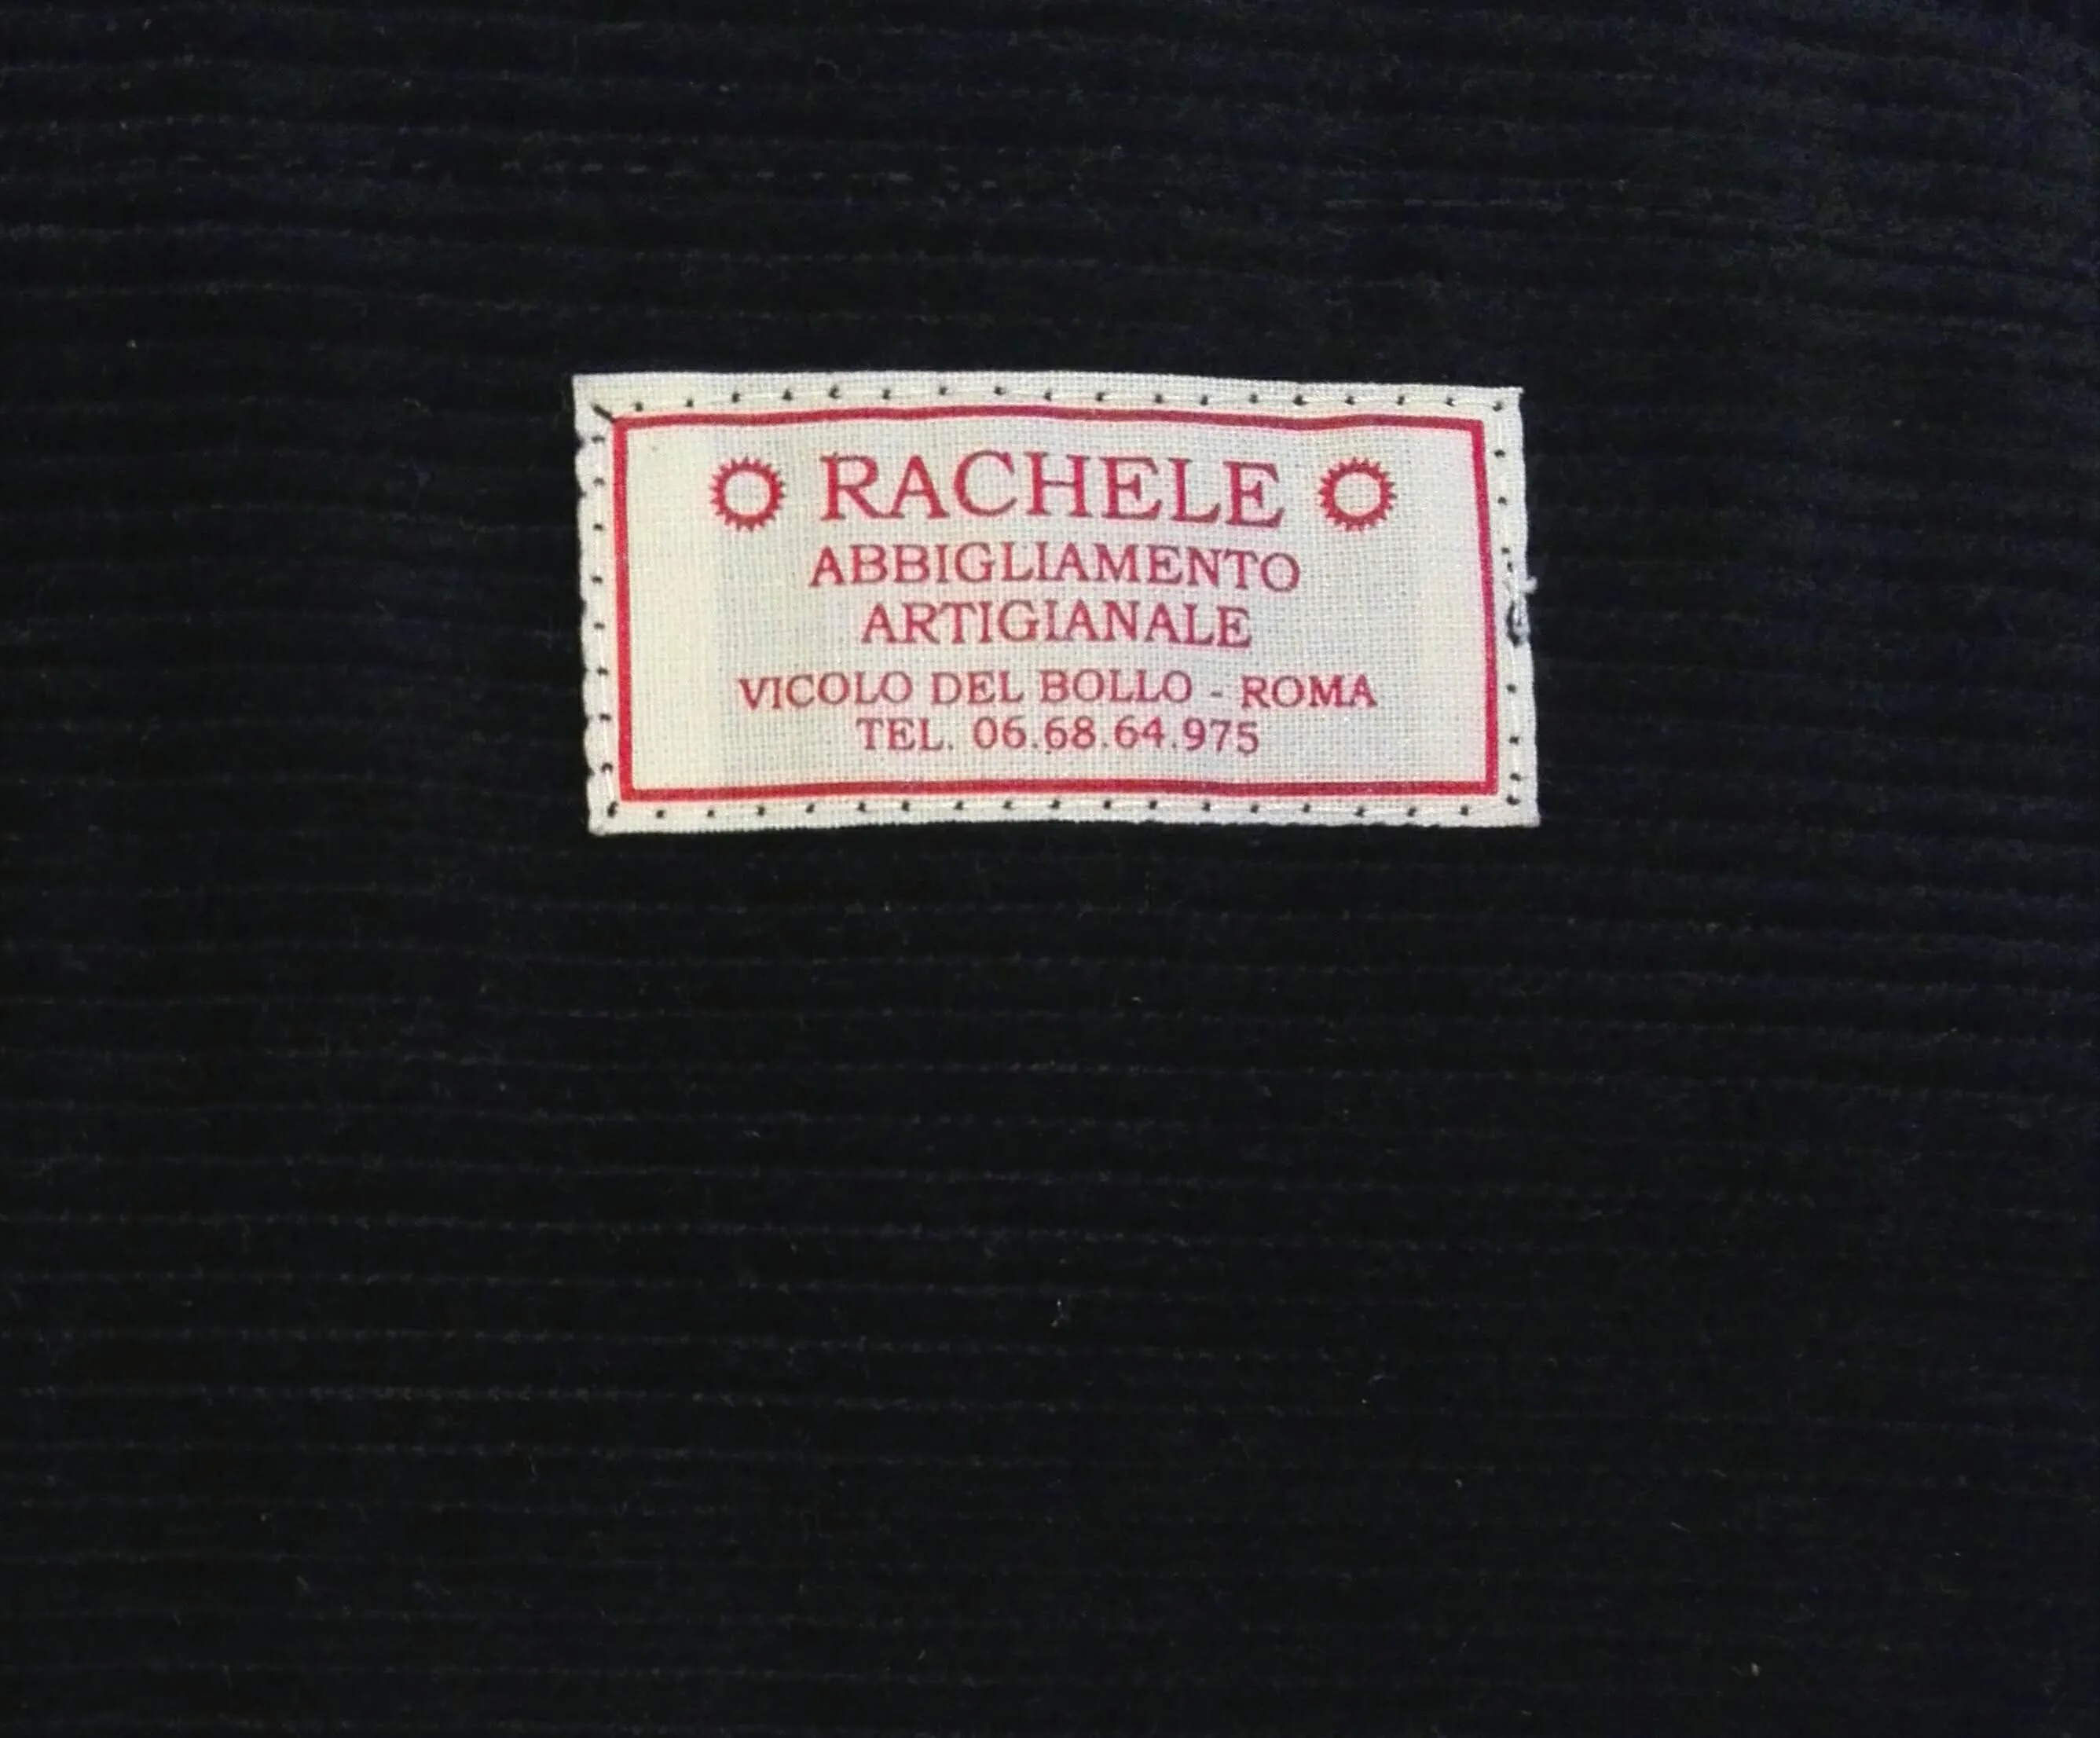 RACHELE
ABBIGLIAMENTO
ARTIGIANALE
VICOLO DEL BOLLO - ROMA
TEL. 06.68.64.975